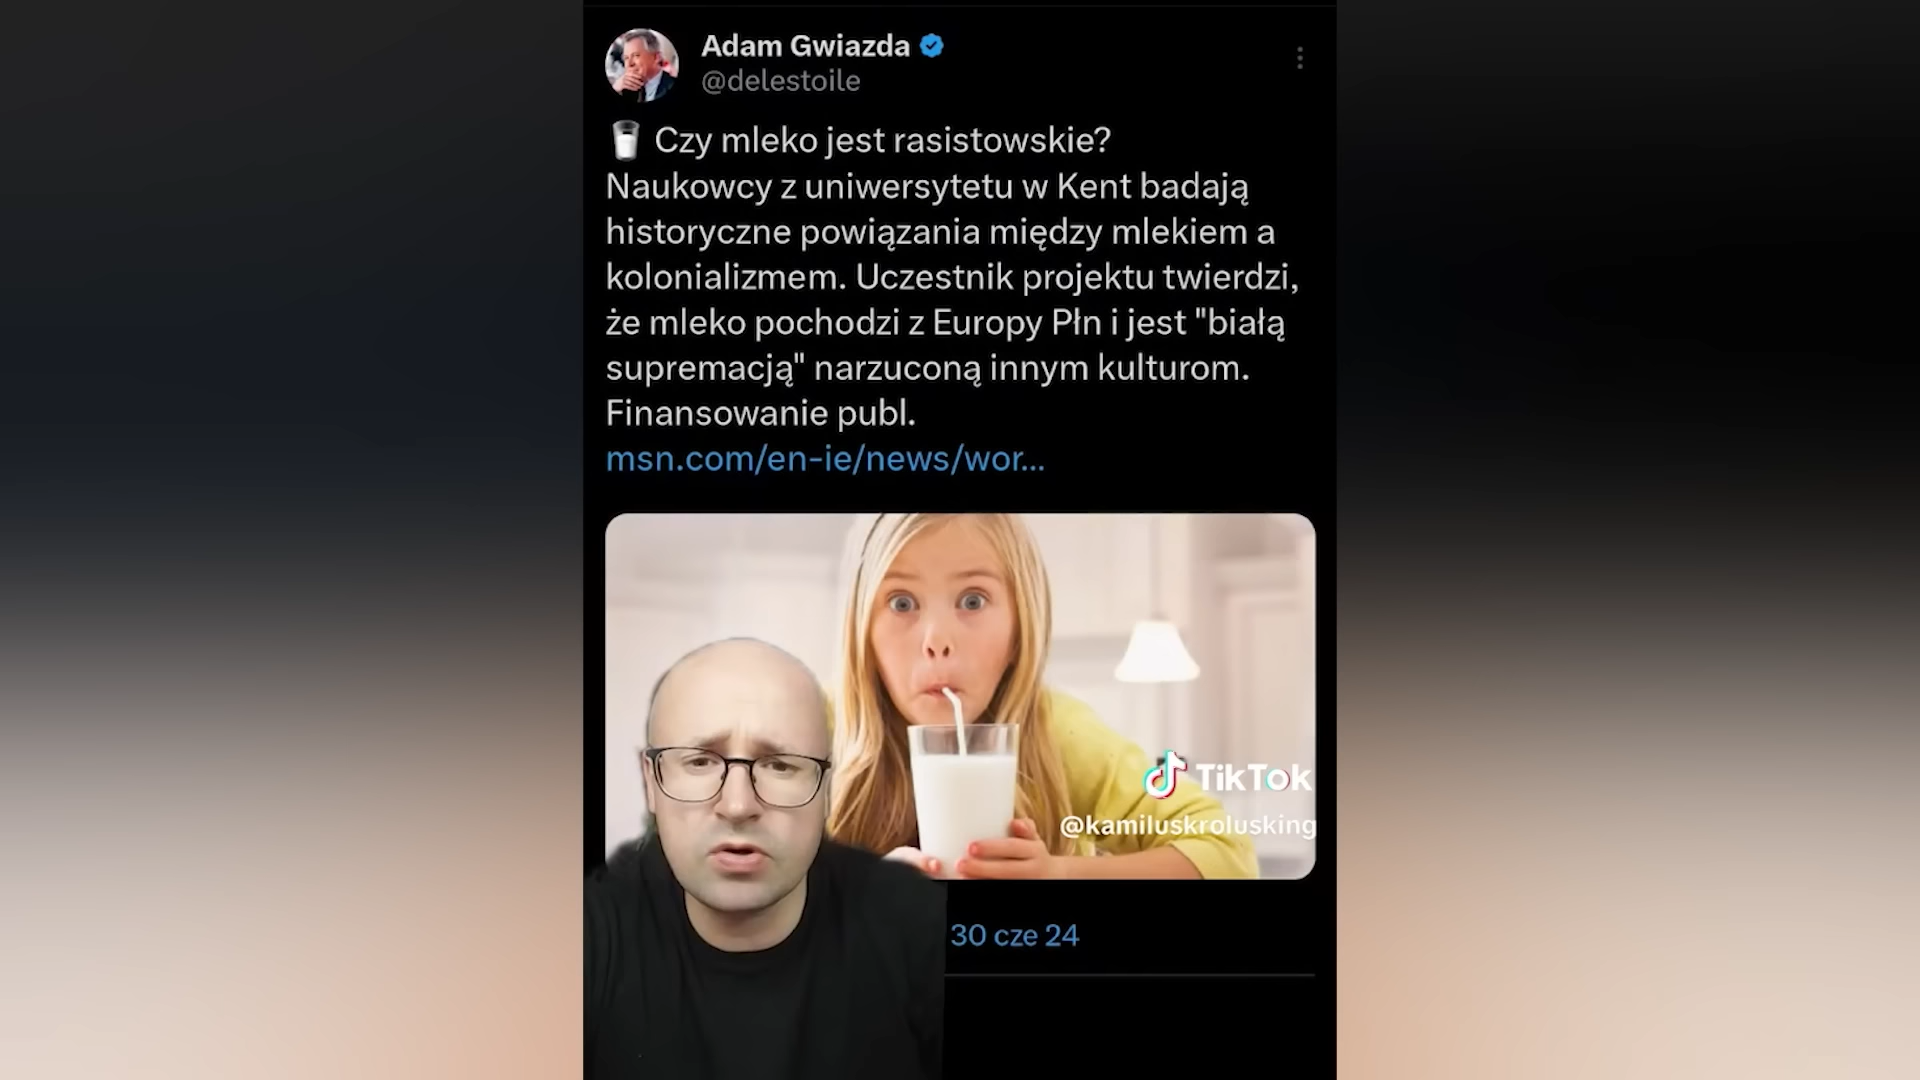 Adam Gwiazda
@delestoile
Czy mleko jest rasistowskie?
Naukowcy z uniwersytetu w Kent badają
historyczne powiązania między mlekiem a
kolonializmem. Uczestnik projektu twierdzi,
że mleko pochodzi z Europy Płn i jest "białą
supremacją" narzuconą innym kulturom.
Finansowanie publ.
msn.com/en-ie/news/wor...
TikTok
@kamiluskrolusking
30 cze 24